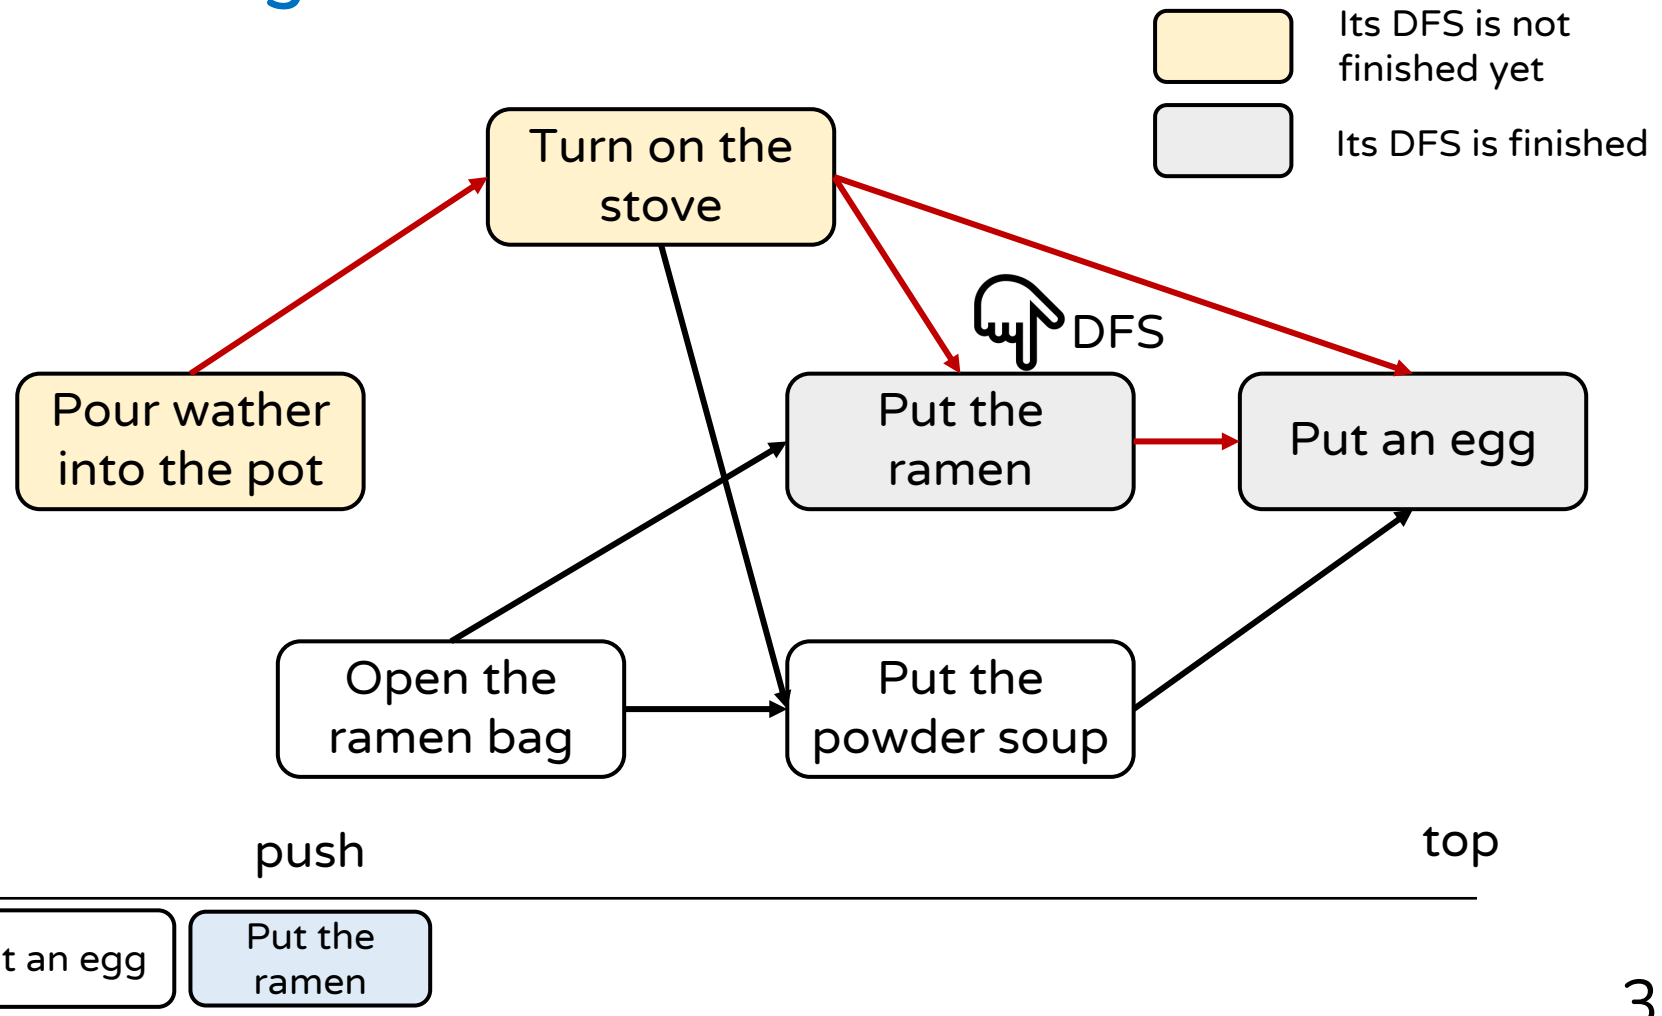 Its DFS is not
finished yet
Its DFS is finished
Turn on the
stove
DFS
Pour wather
into the pot
Put the
ramen
Put an egg
Open the
ramen bag
Put the
powder soup
push
top
t an egg
Put the
ramen
3